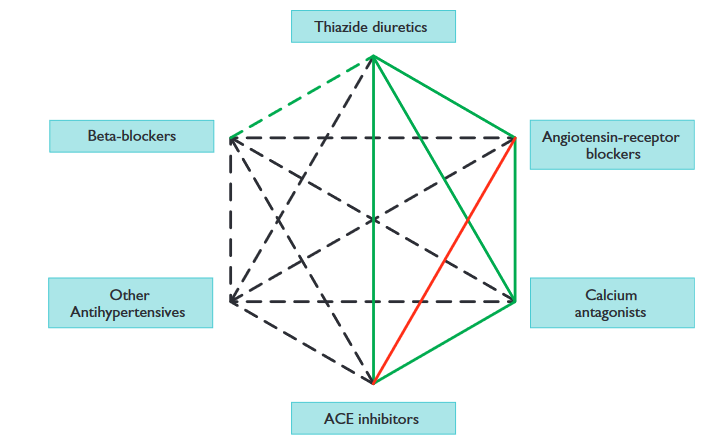 Thiazide diuretics
Beta-blockers
Angiotensin-receptor
blockers
Other
Antihypertensives
Calcium
antagonists
ACE inhibitors